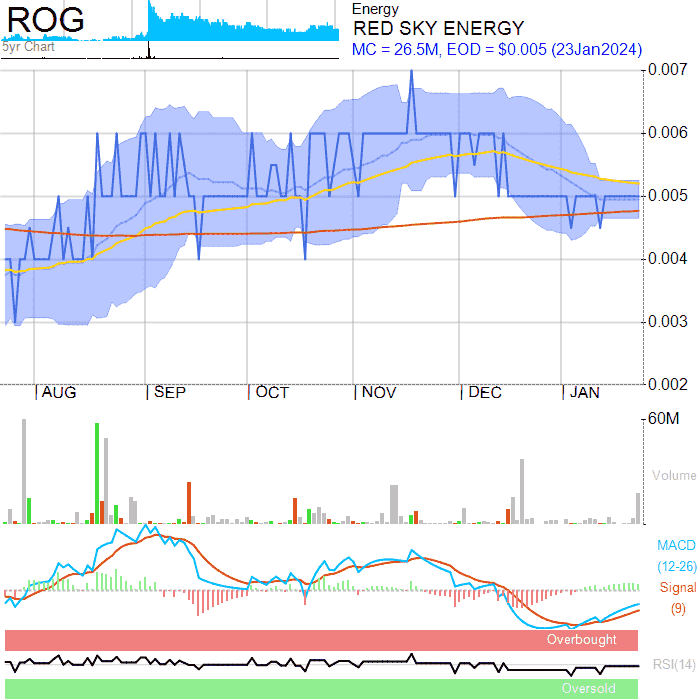 ROG
5yr Chart
Energy
RED SKY ENERGY
MC = 26.5M, EOD = $0.005 (23Jan2024)
0.007
0.006
0.005
0.004
0.003
0.002
AUG SEP OCT NOV DEC JAN
60M
Volume
MACD
(12-26)
Signal
(9)
Overbought
RSI(14)
Oversold